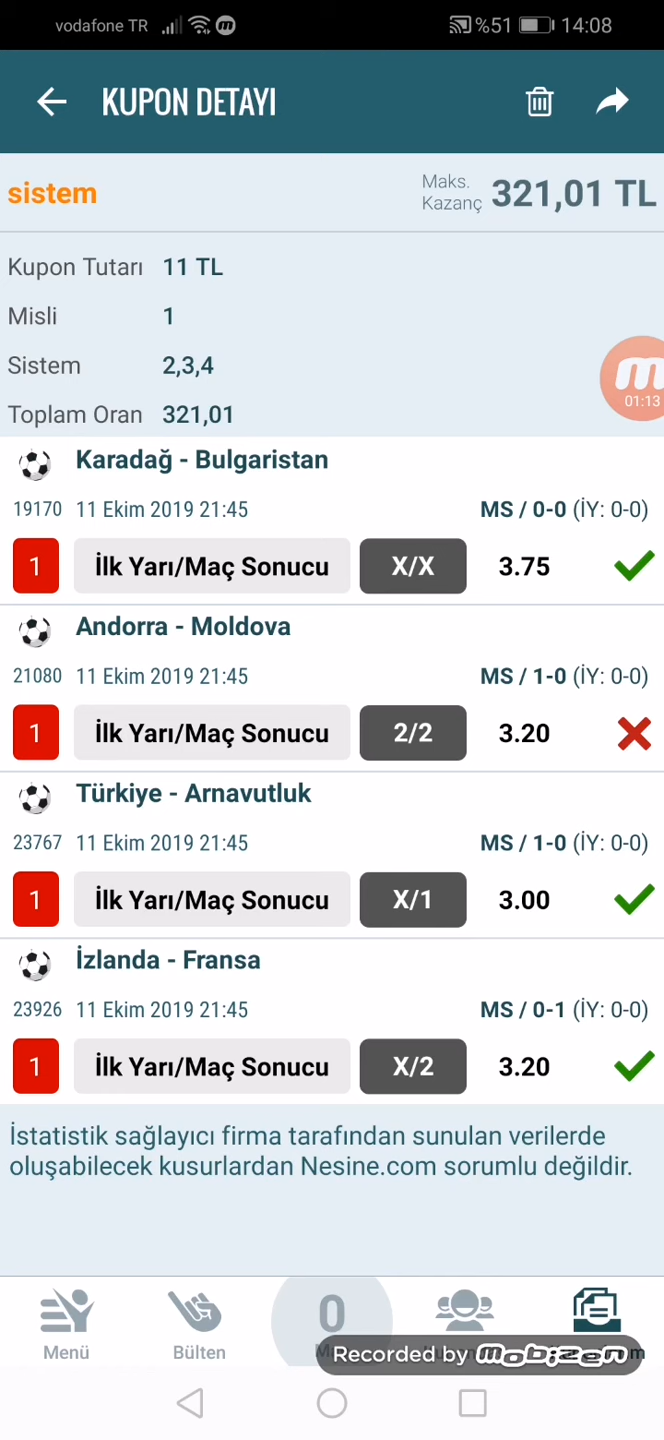 vodafone TR %51 14:08
KUPON DETAYI
sistem Maks. Kazanç 321,01 TL
Kupon Tutarı 11 TL
Misli 1
Sistem 2,3,4
Toplam Oran 321,01
01:13
Karadağ - Bulgaristan
19170 11 Ekim 2019 21:45 MS / 0-0 (İY: 0-0)
1 İlk Yarı/Maç Sonucu X/X 3.75
Andorra - Moldova
21080 11 Ekim 2019 21:45 MS / 1-0 (İY: 0-0)
1 İlk Yarı/Maç Sonucu 2/2 3.20
Türkiye - Arnavutluk
23767 11 Ekim 2019 21:45 MS / 1-0 (İY: 0-0)
1 İlk Yarı/Maç Sonucu X/1 3.00
İzlanda - Fransa
23926 11 Ekim 2019 21:45 MS / 0-1 (İY: 0-0)
1 İlk Yarı/Maç Sonucu X/2 3.20
İstatistik sağlayıcı firma tarafından sunulan verilerde
oluşabilecek kusurlardan Nesine.com sorumlu değildir.
0
Menü Bülten
Recorded by mobizen